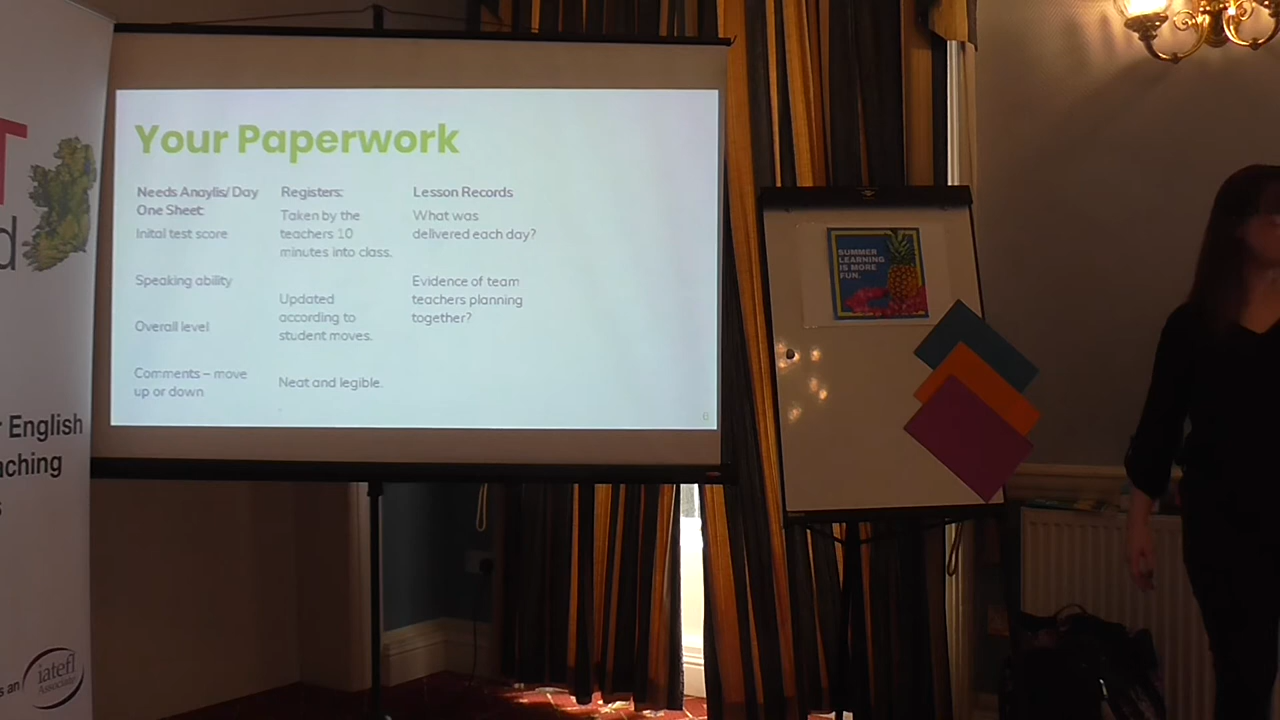 T
d
r English
aching
s
s an
iatefl
Associate
Your Paperwork
Needs Anaylis/ Day
One Sheet:
Inital test score
Speaking ability
Overall level
Comments – move
up or down
Registers:
Taken by the
teachers 10
minutes into class.
Updated
according to
student moves.
Neat and legible.
Lesson Records
What was
delivered each day?
Evidence of team
teachers planning
together?
6
SUMMER
LEARNING
IS MORE
FUN.